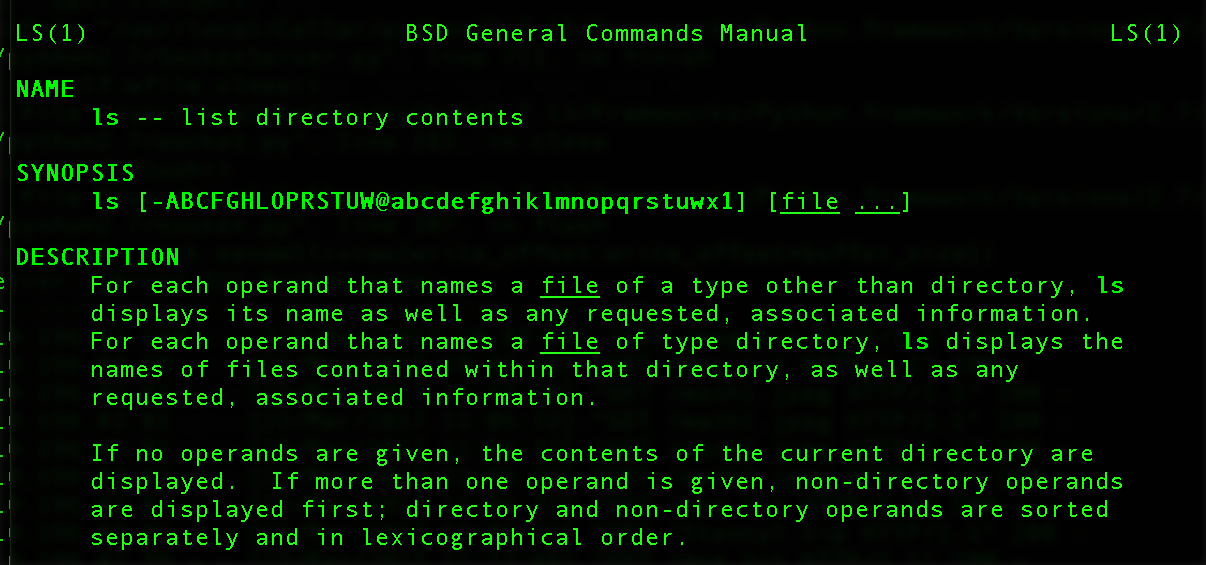 LS(1) BSD General Commands Manual LS(1)
NAME
ls -- list directory contents
SYNOPSIS
ls [-ABCFGHLOPRSTUW@abcdefghiklmnopqrstuwx1] [file ...]
DESCRIPTION
For each operand that names a file of a type other than directory, ls
displays its name as well as any requested, associated information.
For each operand that names a file of type directory, ls displays the
names of files contained within that directory, as well as any
requested, associated information.
If no operands are given, the contents of the current directory are
displayed.  If more than one operand is given, non-directory operands
are displayed first; directory and non-directory operands are sorted
separately and in lexicographical order.